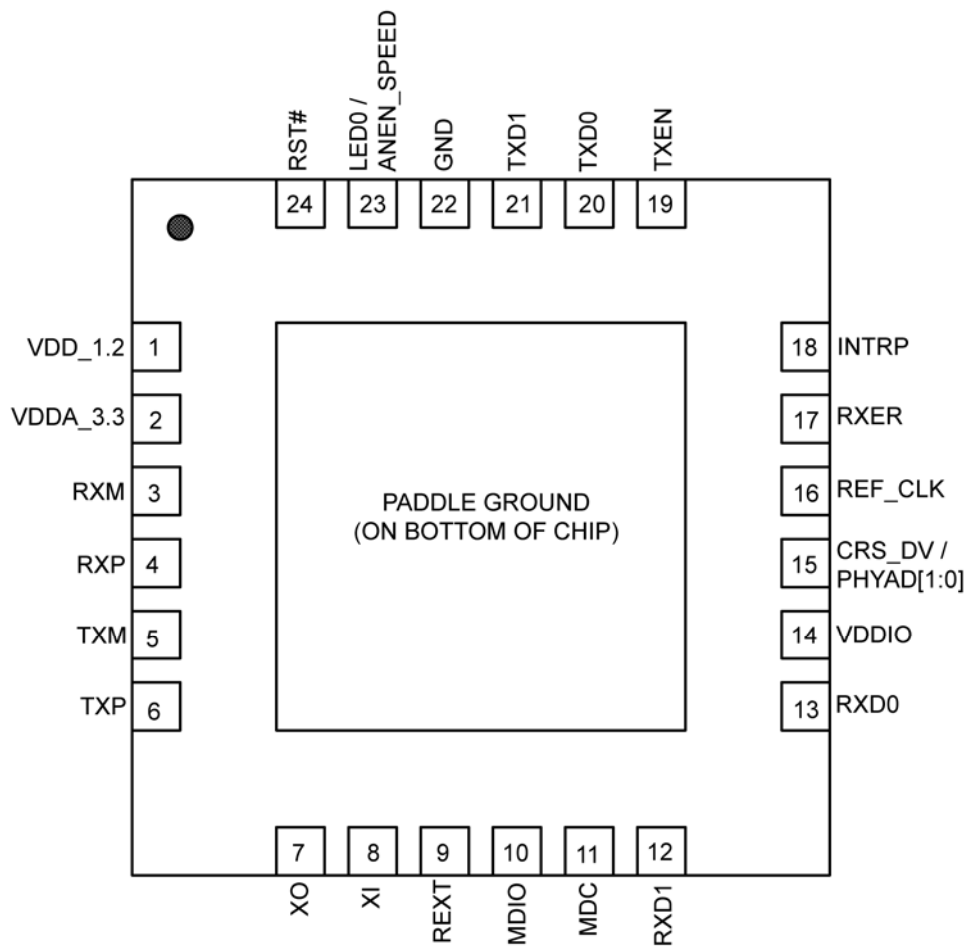 RST#
LED0 /
ANEN_SPEED
GND
TXD1
TXD0
TXEN
24
23
22
21
20
19
VDD_1.2
1
VDDA_3.3
2
RXM
3
RXP
4
TXM
5
TXP
6
PADDLE GROUND
(ON BOTTOM OF CHIP)
18
INTRP
17
RXER
16
REF_CLK
15
CRS_DV /
PHYAD[1:0]
14
VDDIO
13
RXD0
7
8
9
10
11
12
XO
XI
REXT
MDIO
MDC
RXD1